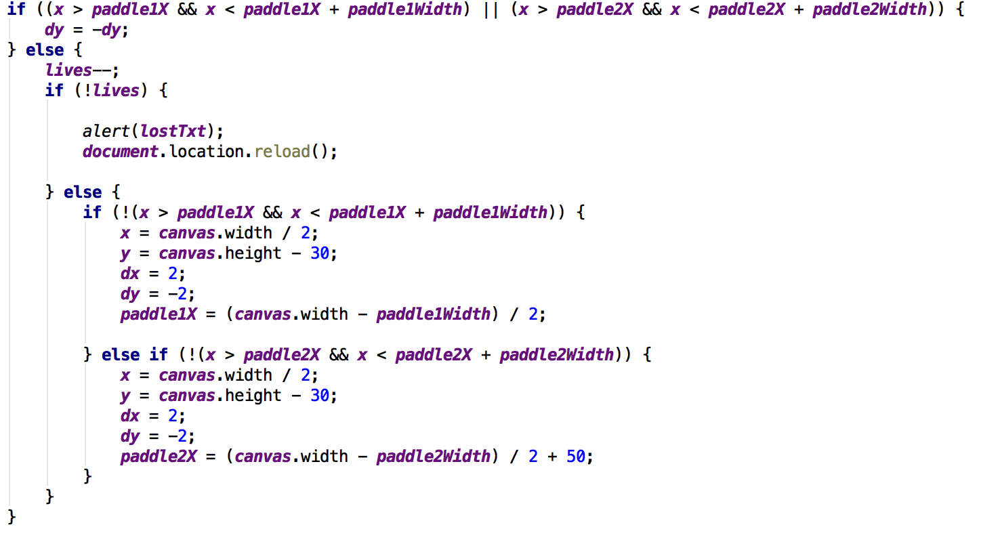 if ((x > paddle1X && x < paddle1X + paddle1Width) || (x > paddle2X && x < paddle2X + paddle2Width)) {
    dy = -dy;
} else {
    lives--;
    if (!lives) {

        alert(lostTxt);
        document.location.reload();

    } else {
        if (!(x > paddle1X && x < paddle1X + paddle1Width)) {
            x = canvas.width / 2;
            y = canvas.height - 30;
            dx = 2;
            dy = -2;
            paddle1X = (canvas.width - paddle1Width) / 2;

        } else if (!(x > paddle2X && x < paddle2X + paddle2Width)) {
            x = canvas.width / 2;
            y = canvas.height - 30;
            dx = 2;
            dy = -2;
            paddle2X = (canvas.width - paddle2Width) / 2 + 50;
        }
    }
}